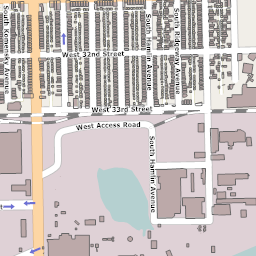 South Komensky Avenue
South Hamlin Avenue
South Ridgeway Avenue
West 32nd Street
West 33rd Street
West Access Road
South Hamlin Avenue